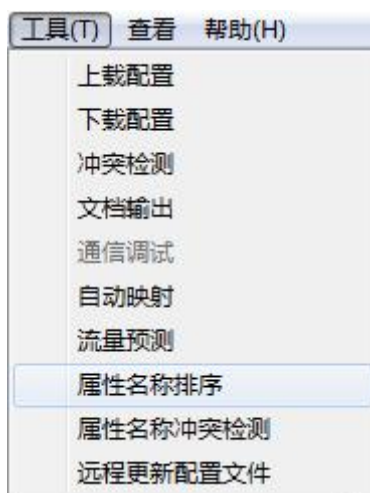 工具(T) 查看 帮助(H)
上载配置
下载配置
冲突检测
文档输出
通信调试
自动映射
流量预测
属性名称排序
属性名称冲突检测
远程更新配置文件